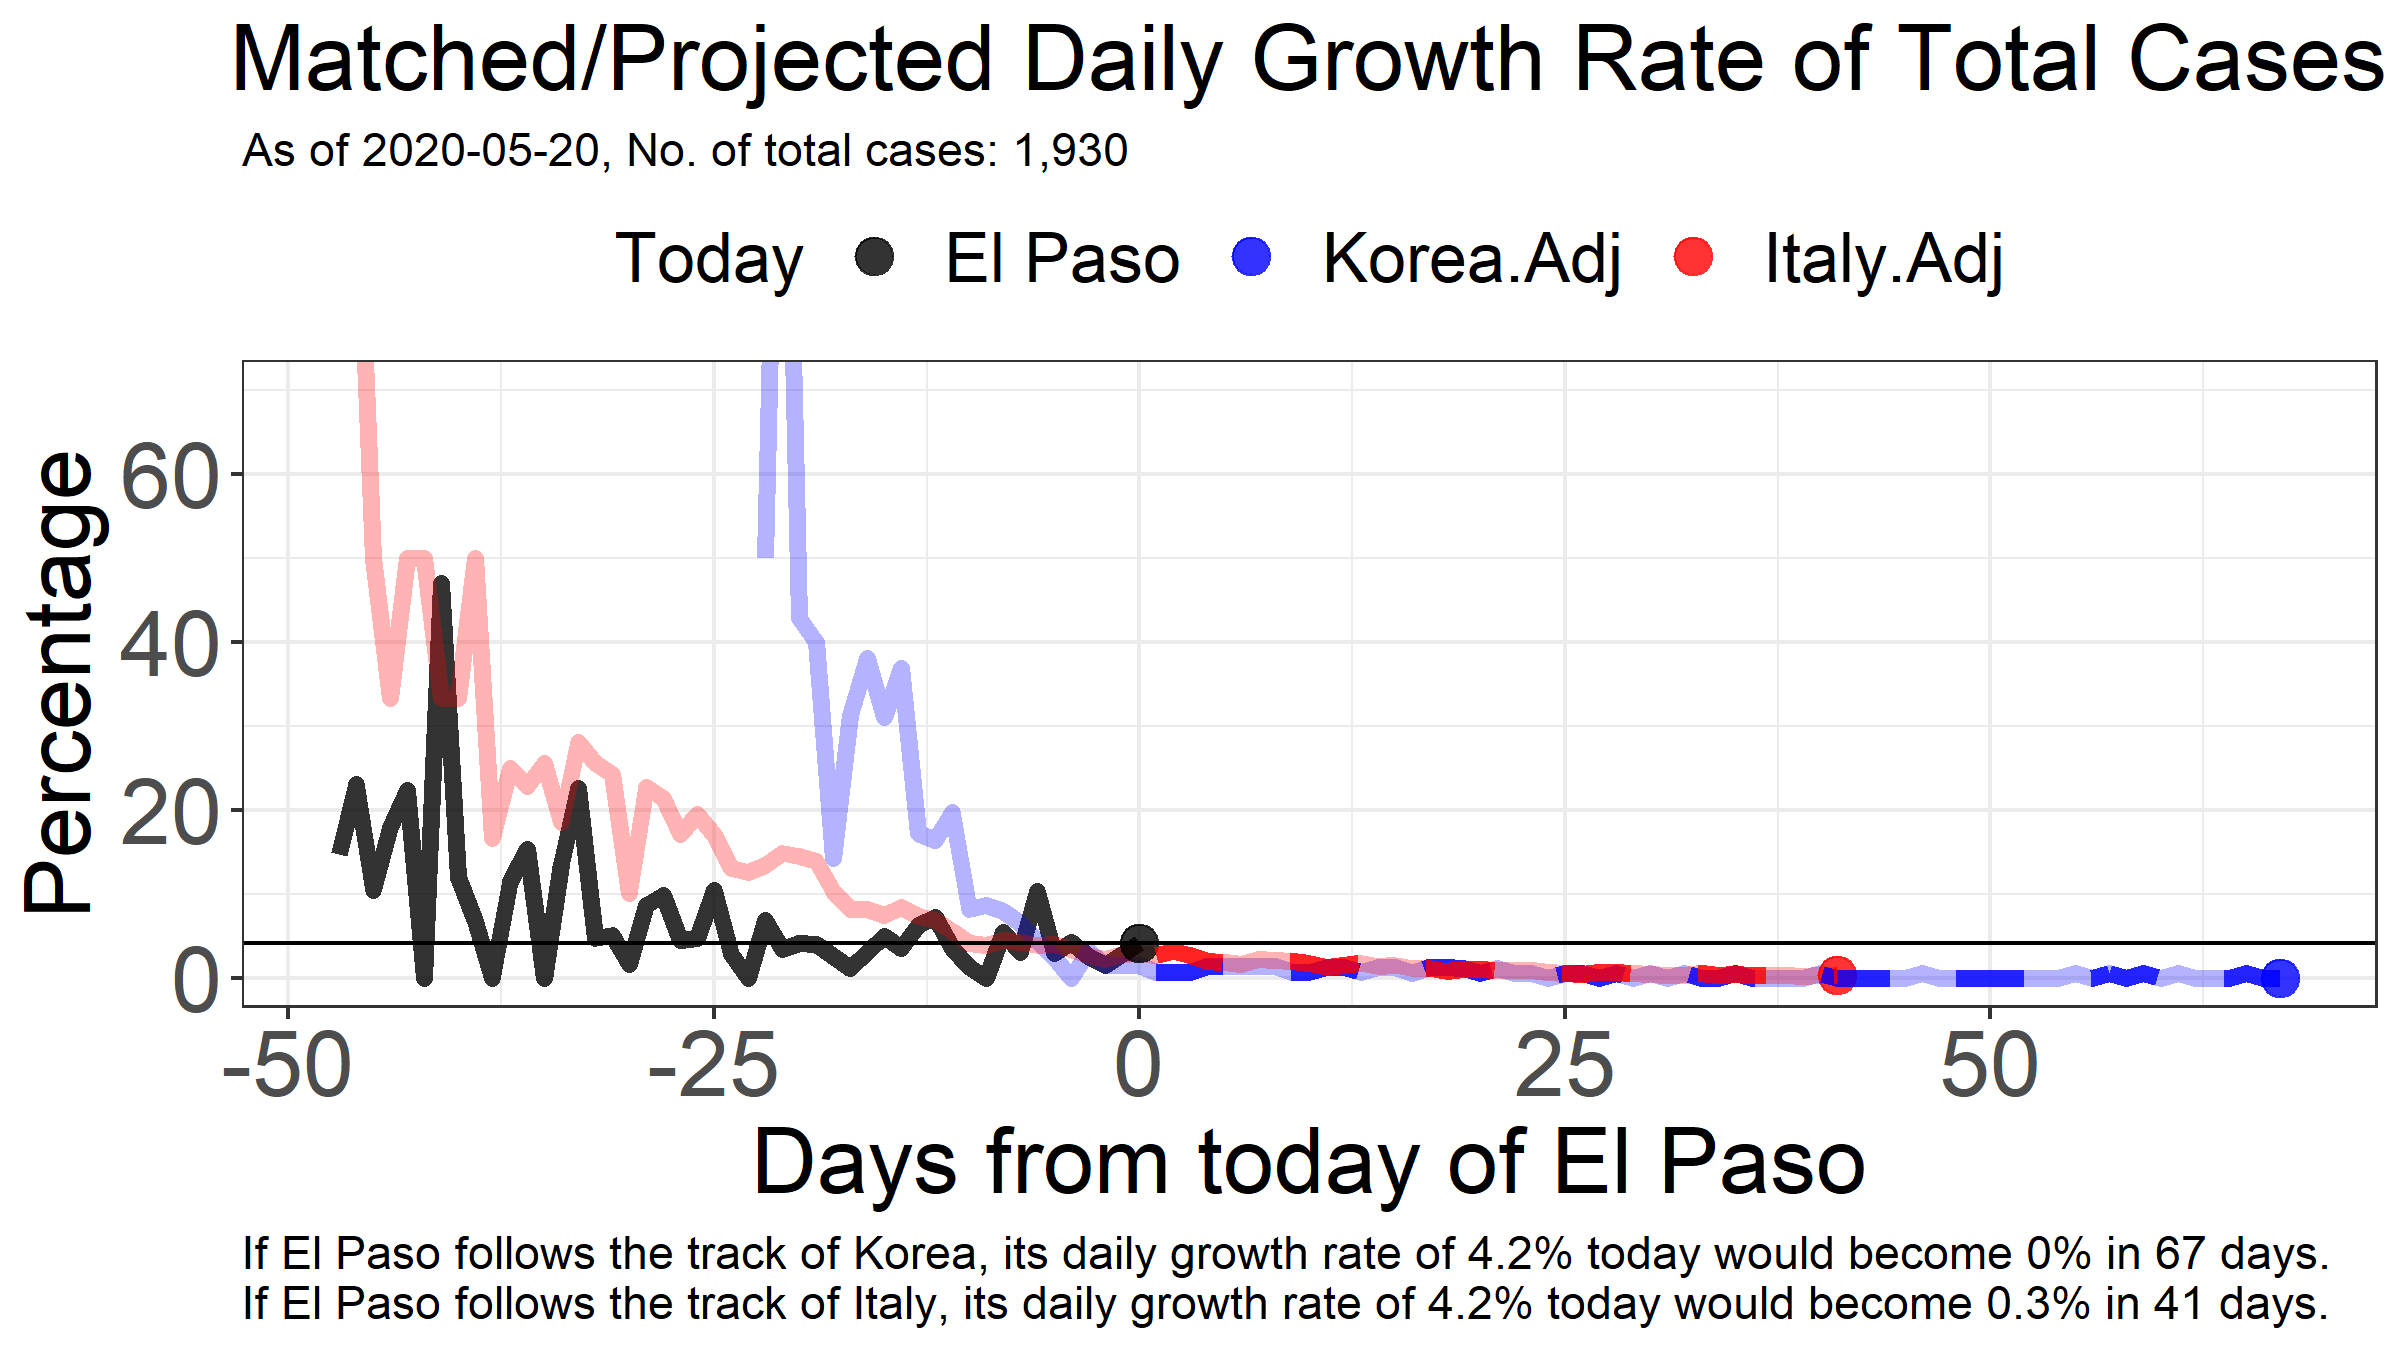 Matched/Projected Daily Growth Rate of Total Cases
As of 2020-05-20, No. of total cases: 1,930
Today El Paso Korea.Adj Italy.Adj
Percentage
60
40
20
0
-50 -25 0 25 50
Days from today of El Paso
If El Paso follows the track of Korea, its daily growth rate of 4.2% today would become 0% in 67 days.
If El Paso follows the track of Italy, its daily growth rate of 4.2% today would become 0.3% in 41 days.